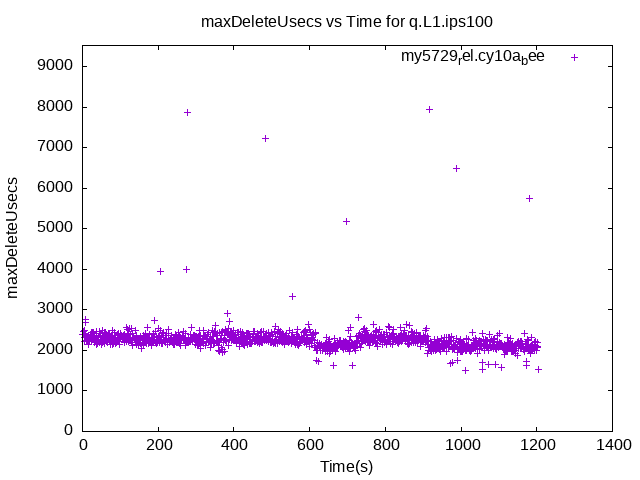 maxDeleteUsecs vs Time for q.L1.ips100
my5729_rel.cy10a_bee
maxDeleteUsecs
9000
8000
7000
6000
5000
4000
3000
2000
1000
0
0 200 400 600 800 1000 1200 1400
Time(s)